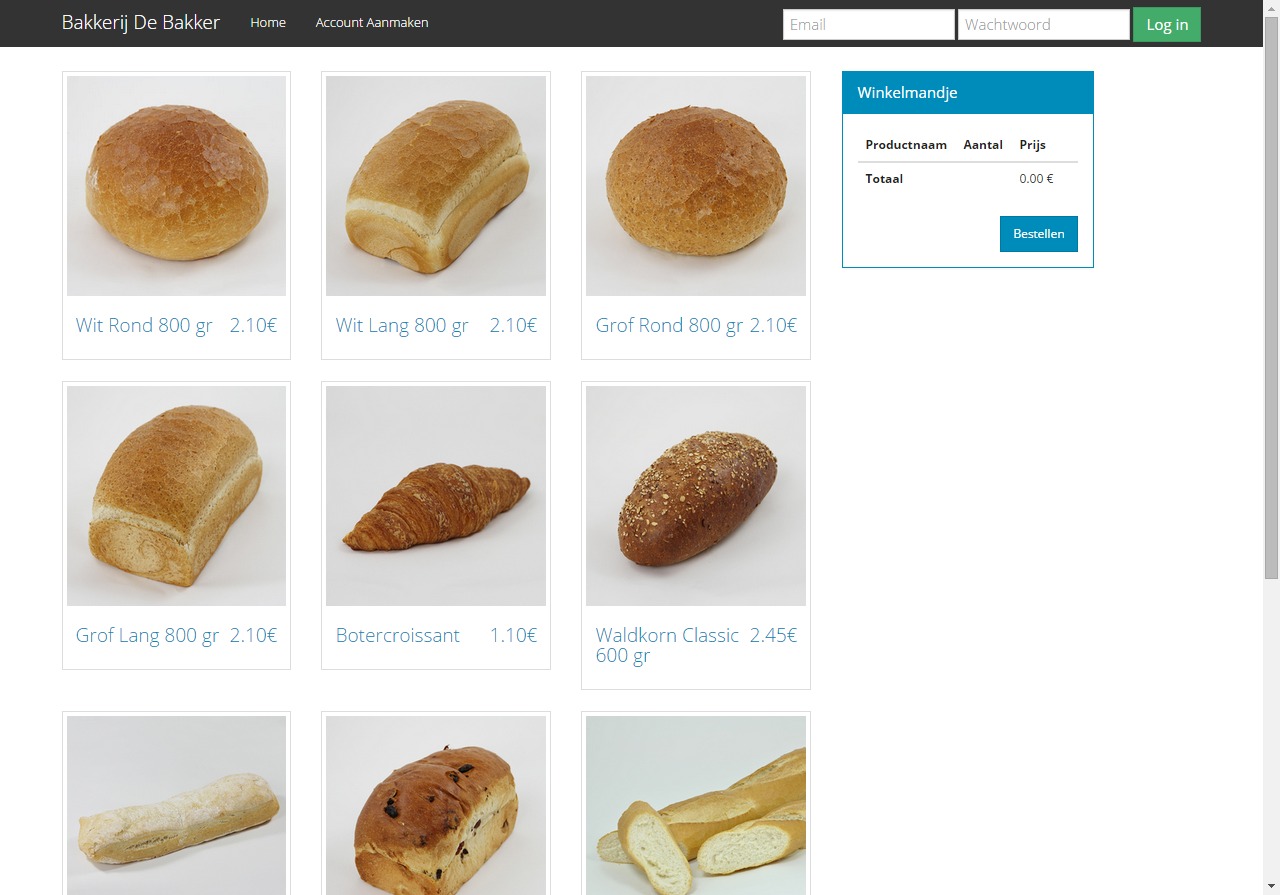 Bakkerij De Bakker Home Account Aanmaken Email Wachtwoord Log in
Wit Rond 800 gr 2.10€
Wit Lang 800 gr 2.10€
Grof Rond 800 gr 2.10€
Winkelmandje
Productnaam Aantal Prijs
Totaal 0.00 €
Bestellen
Grof Lang 800 gr 2.10€
Botercroissant 1.10€
Waldkorn Classic 2.45€
600 gr